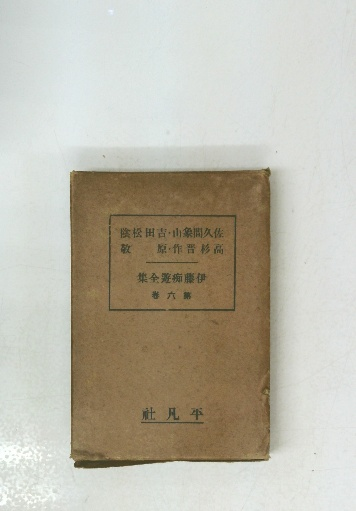 佐久間象山・吉田松陰
高杉晋作・原敬
伊藤痴遊全集
第六巻
平凡社